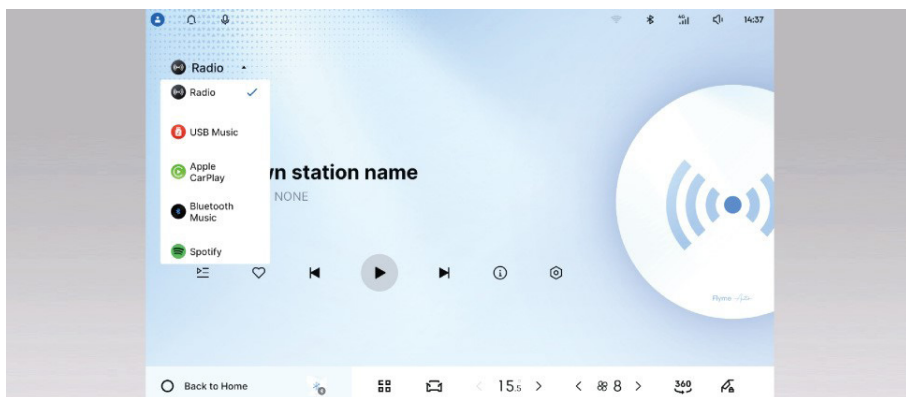 14:37
Radio
Radio
USB Music
Apple
CarPlay
Bluetooth
Music
Spotify
station name
NONE
Flyme
Back to Home
15.5
8
360